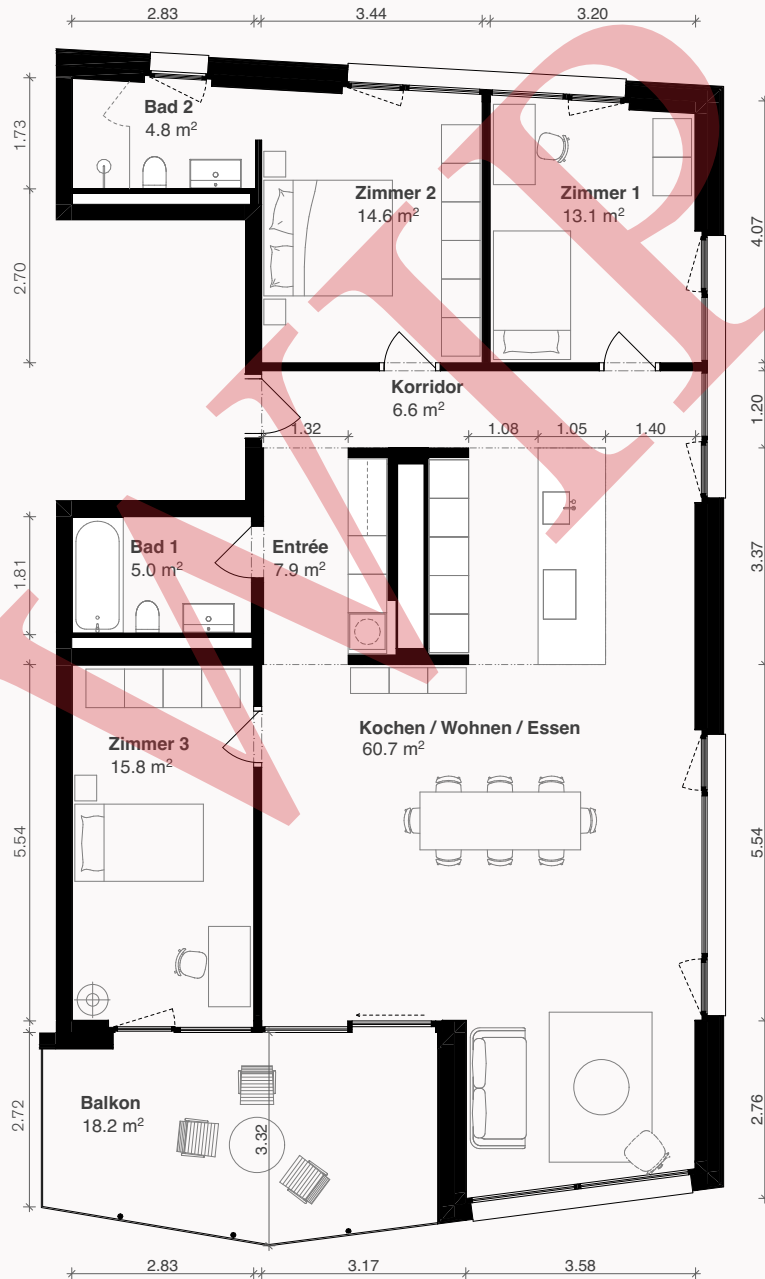 2.83
3.44
3.20
Bad 2
4.8 m²
1.73
Zimmer 2
14.6 m²
Zimmer 1
13.1 m²
4.07
2.70
Korridor
6.6 m²
1.20
1.32
1.08
1.05
1.40
Bad 1
5.0 m²
Entrée
7.9 m²
1.81
3.37
Zimmer 3
15.8 m²
Kochen / Wohnen / Essen
60.7 m²
5.54
5.54
Balkon
18.2 m²
2.72
3.32
2.76
2.83
3.17
3.58
WIP